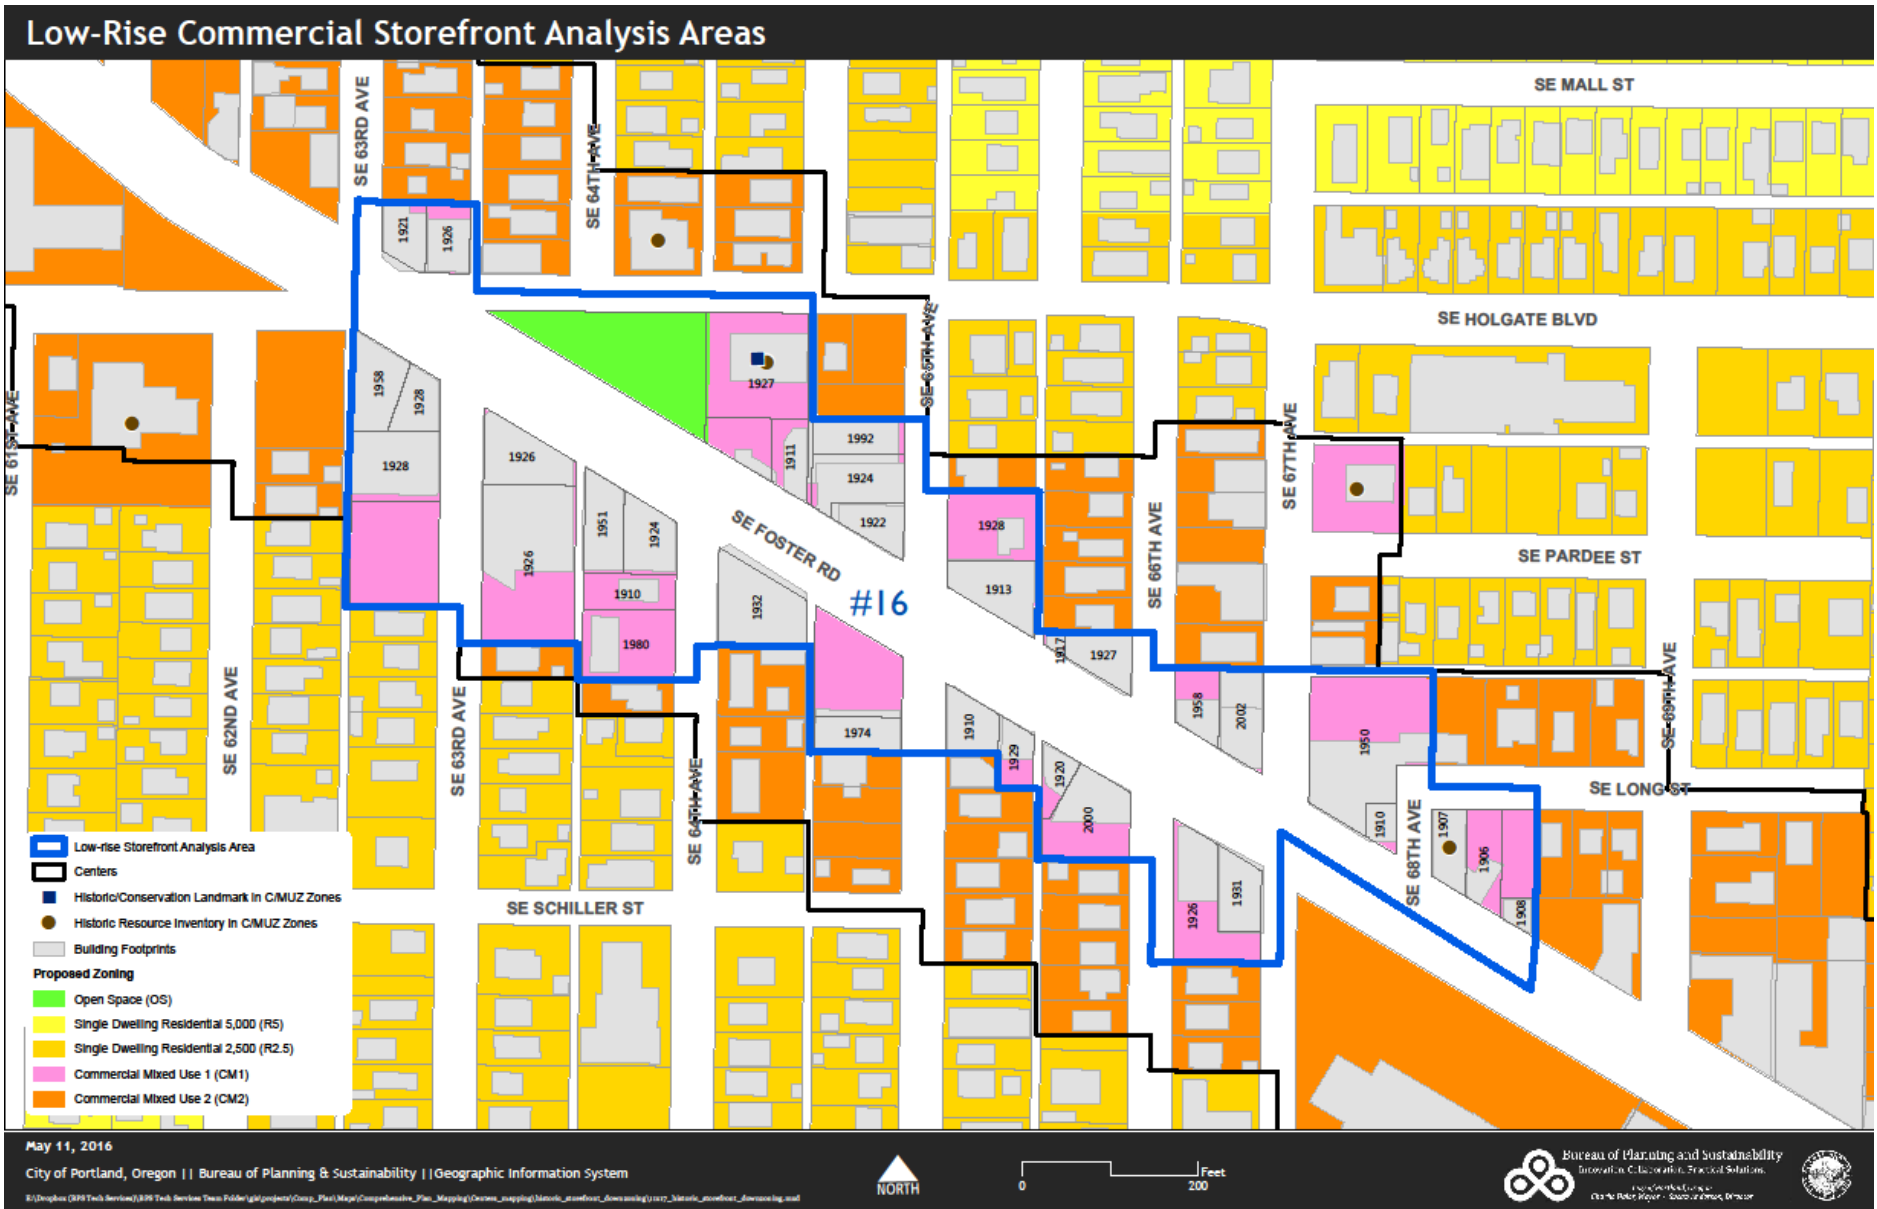 Low-Rise Commercial Storefront Analysis Areas
SE MALL ST
SE 63RD AVE
SE 64TH AVE
1921
1926
SE HOLGATE BLVD
SE 65TH AVE
1958
1928
1927
SE 61ST AVE
SE 67TH AVE
1992
1911
1928
1926
1924
SE 66TH AVE
1951
1924
1922
1928
SE FOSTER RD
SE PARDEE ST
1926
1910
1932
#16
1913
1980
1917
1927
SE 62ND AVE
SE 63RD AVE
SE 69TH AVE
1958
2002
1974
1910
1929
1950
SE 64TH AVE
1920
SE LONG ST
2000
1910
1907
SE 68TH AVE
1906
1931
1926
1908
SE SCHILLER ST
Low-rise Storefront Analysis Area
Centers
Historic/Conservation Landmark in C/MUZ Zones
Historic Resource Inventory in C/MUZ Zones
Building Footprints
Proposed Zoning
Open Space (OS)
Single Dwelling Residential 5,000 (R5)
Single Dwelling Residential 2,500 (R2.5)
Commercial Mixed Use 1 (CM1)
Commercial Mixed Use 2 (CM2)
May 11, 2016
City of Portland, Oregon || Bureau of Planning & Sustainability ||Geographic Information System
NORTH
0
200
Feet
Bureau of Planning and Sustainability
Innovation. Collaboration. Practical Solutions.